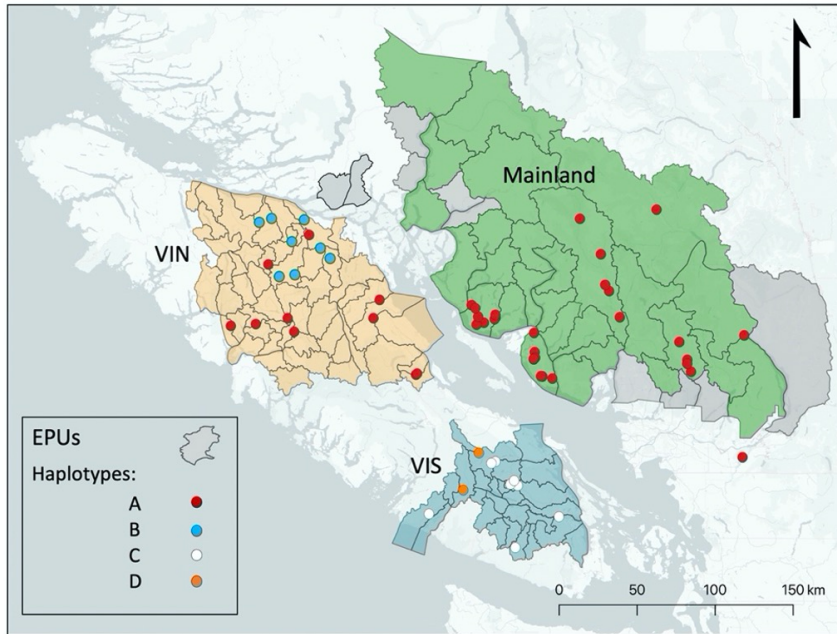 Mainland
VIN
VIS
EPUs
Haplotypes:
A
B
C
D
0 50 100 150 km